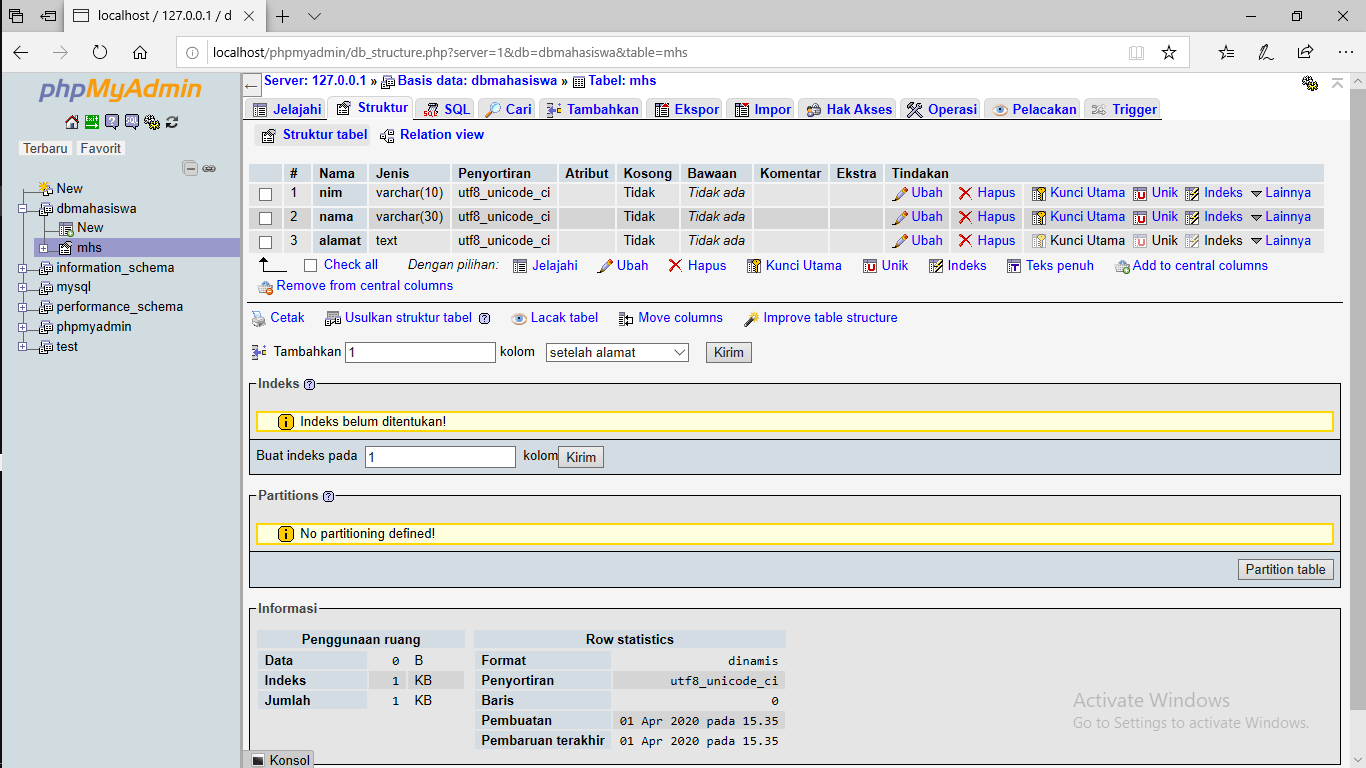 localhost / 127.0.0.1 / d
localhost/phpmyadmin/db_structure.php?server=1&db=dbmahasiswa&table=mhs
phpMyAdmin
Terbaru Favorit
New
dbmahasiswa
New
mhs
information_schema
mysql
performance_schema
phpmyadmin
test
Server: 127.0.0.1 » Basis data: dbmahasiswa » Tabel: mhs
Jelajahi Struktur SQL Cari Tambahkan Ekspor Impor Hak Akses Operasi Pelacakan Trigger
Struktur tabel Relation view
# Nama Jenis Penyortiran Atribut Kosong Bawaan Komentar Ekstra Tindakan
1 nim varchar(10) utf8_unicode_ci Tidak Tidak ada Ubah Hapus Kunci Utama Unik Indeks Lainnya
2 nama varchar(30) utf8_unicode_ci Tidak Tidak ada Ubah Hapus Kunci Utama Unik Indeks Lainnya
3 alamat text utf8_unicode_ci Tidak Tidak ada Ubah Hapus Kunci Utama Unik Indeks Lainnya
Check all Dengan pilihan: Jelajahi Ubah Hapus Kunci Utama Unik Indeks Teks penuh Add to central columns
Remove from central columns
Cetak Usulkan struktur tabel Lacak tabel Move columns Improve table structure
Tambahkan 1 kolom setelah alamat Kirim
Indeks
Indeks belum ditentukan!
Buat indeks pada 1 kolom Kirim
Partitions
No partitioning defined!
Partition table
Informasi
Penggunaan ruang
Data 0 B
Indeks 1 KB
Jumlah 1 KB
Row statistics
Format dinamis
Penyortiran utf8_unicode_ci
Baris 0
Pembuatan 01 Apr 2020 pada 15.35
Pembaruan terakhir 01 Apr 2020 pada 15.35
Activate Windows
Go to Settings to activate Windows.
Konsol